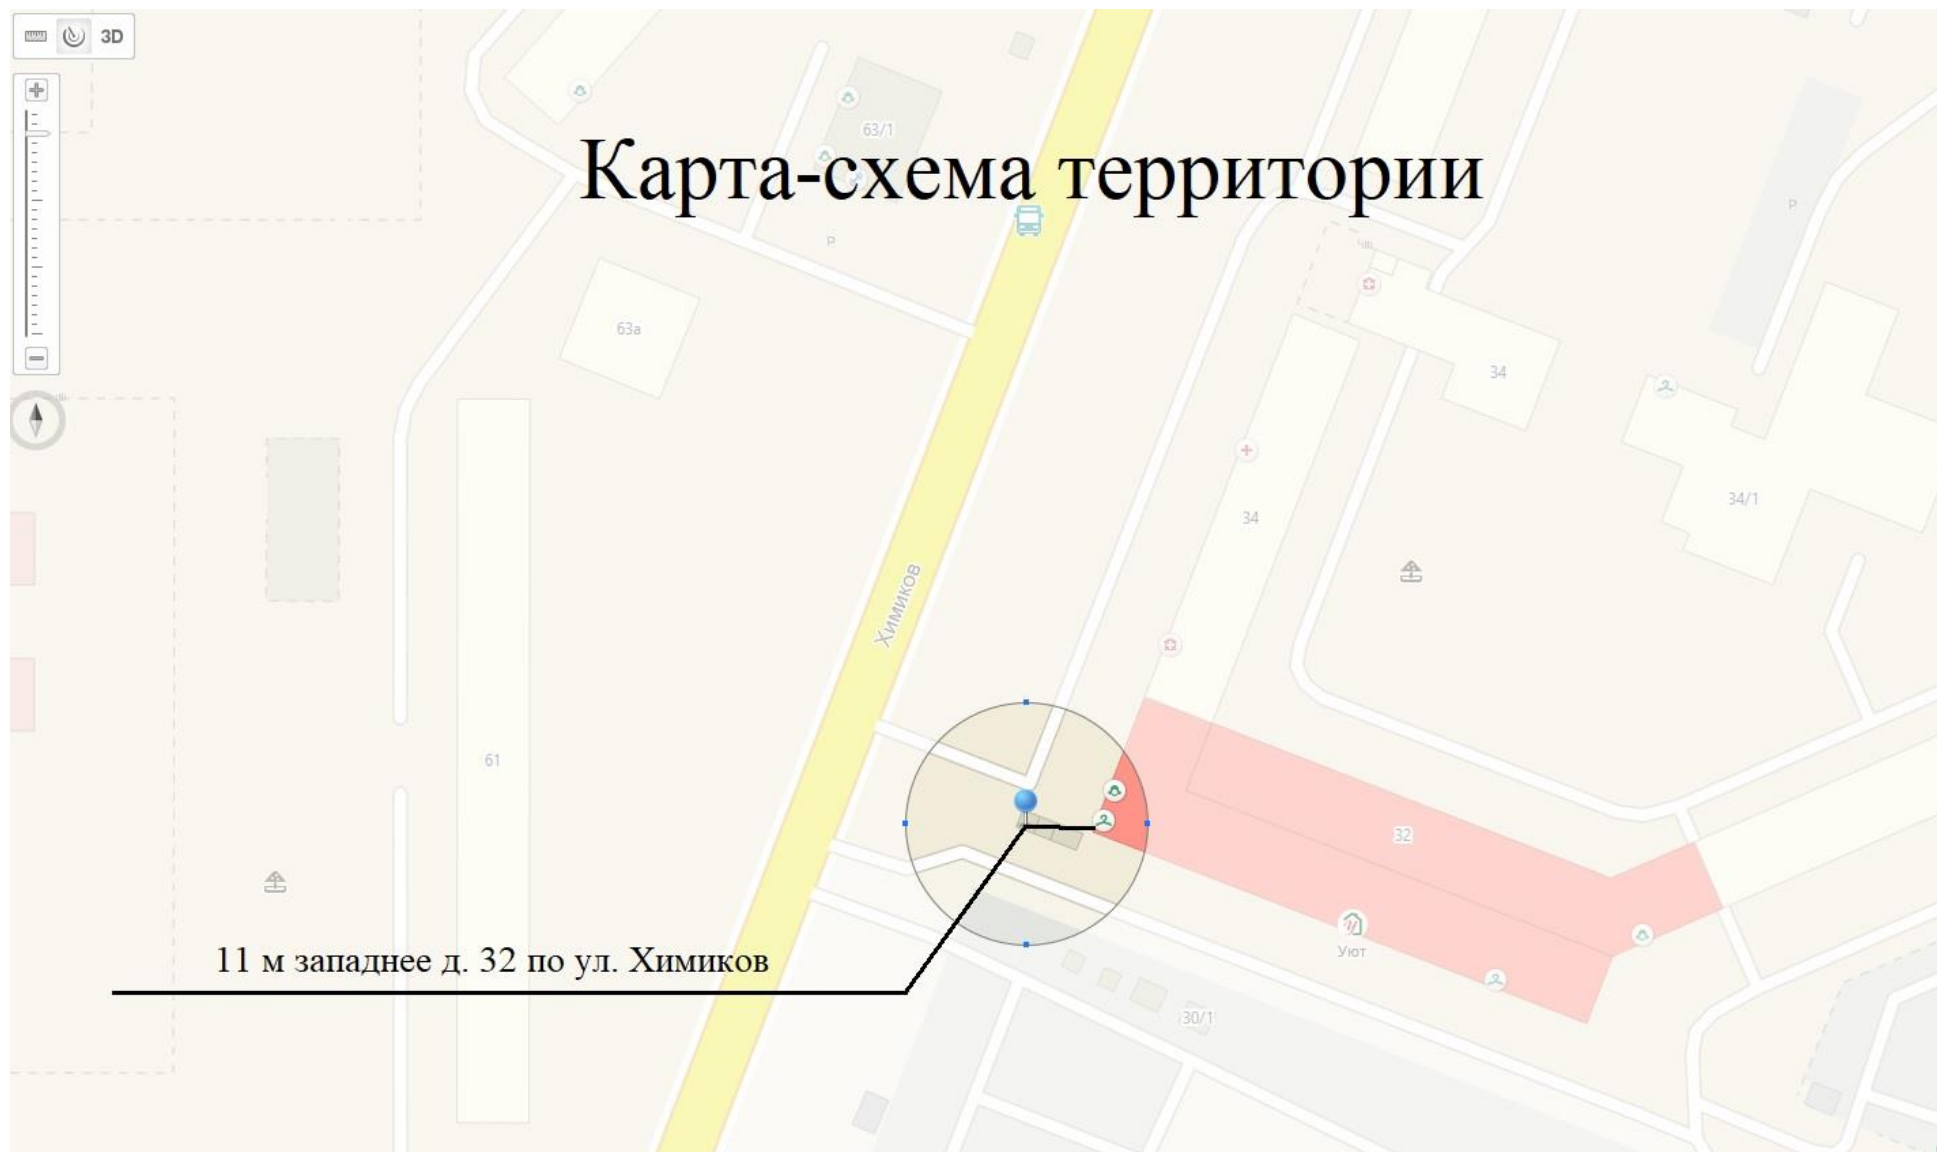 3D
63/1
Карта-схема территории
P
P
63а
34
34
34/1
Химиков
61
32
11 м западнее д. 32 по ул. Химиков
Уют
30/1